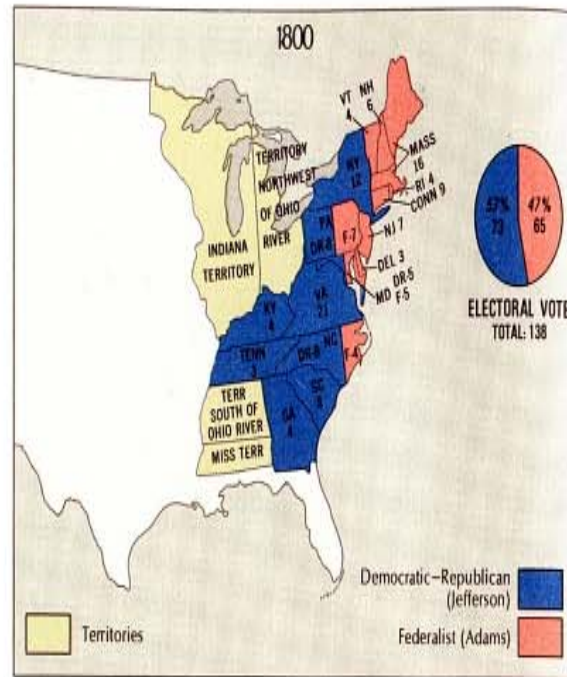 1800
VT
4
NH
6
MASS
16
RI 4
CONN 9
NY
12
TERRITORY
NORTHWEST
OF OHIO
RIVER
INDIANA
TERRITORY
PA
DR-8
F-7
NJ 7
DEL 3
MD
DR-5
F-5
VA
21
KY
4
TENN
3
DR-8
NC
F-4
SC
8
GA
4
TERR
SOUTH OF
OHIO RIVER
MISS TERR
53%
73
47%
65
ELECTORAL VOTE
TOTAL: 138
Democratic–Republican
(Jefferson)
Federalist (Adams)
Territories